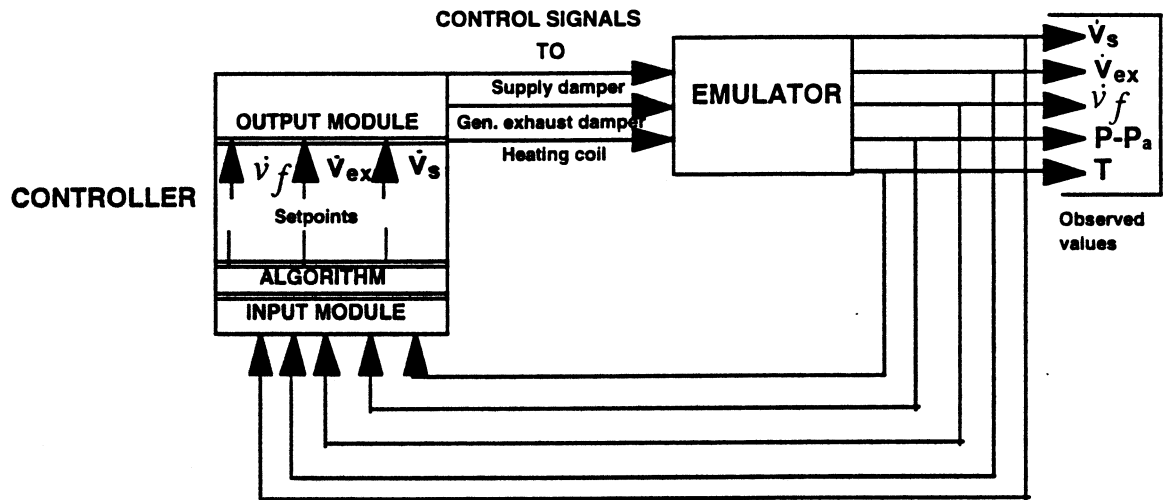 CONTROL SIGNALS
TO
Supply damper
Gen. exhaust damper
Heating coil
EMULATOR
V̇s
V̇ex
v̇f
P-Pa
T
Observed
values
CONTROLLER
OUTPUT MODULE
v̇f V̇ex V̇s
Setpoints
ALGORITHM
INPUT MODULE